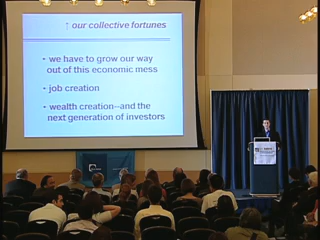 ↑ our collective fortunes
- we have to grow our way
out of this economic mess
- job creation
- wealth creation--and the
next generation of investors